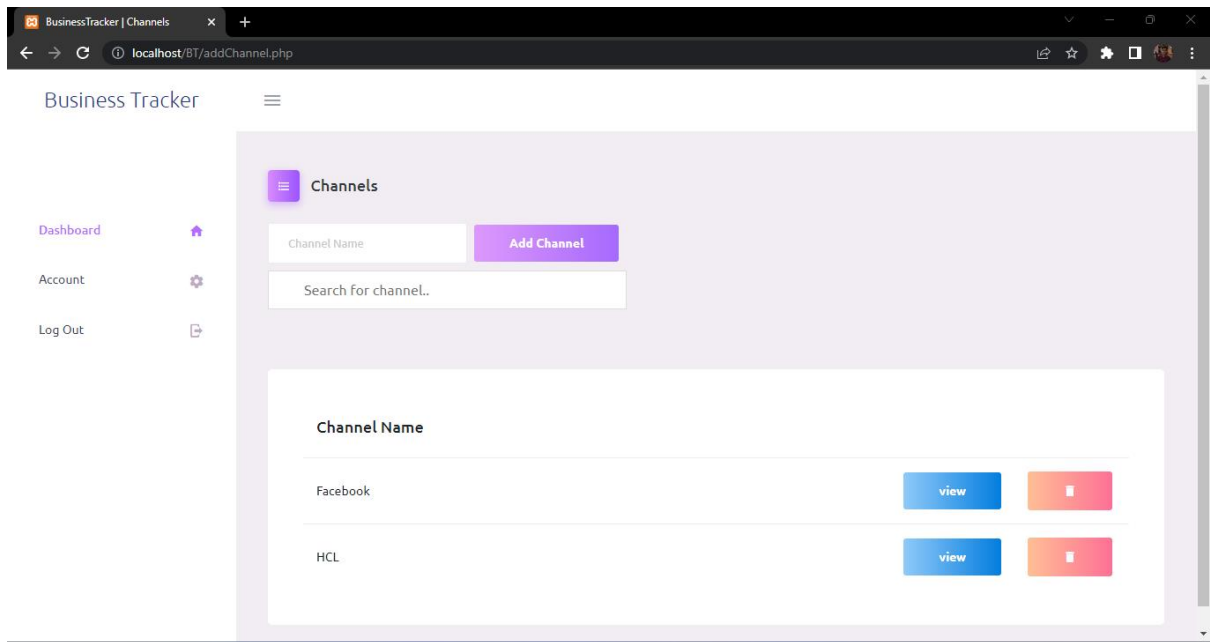 BusinessTracker | Channels
localhost/BT/addChannel.php
Business Tracker
Channels
Dashboard
Channel Name
Add Channel
Account
Search for channel..
Log Out
Channel Name
Facebook
view
HCL
view